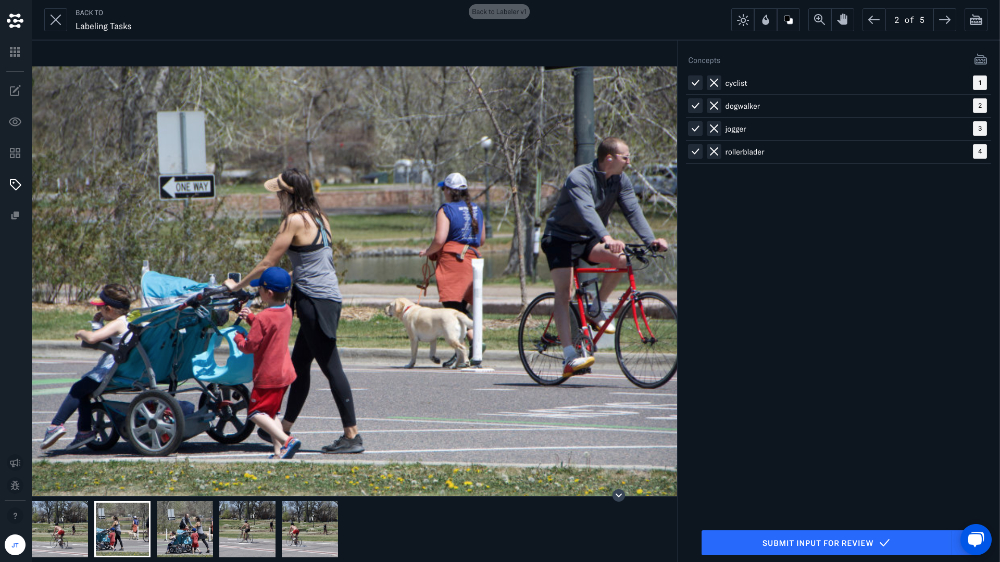 BACK TO
Labeling Tasks
Back to Labeler v1
2 of 5
Concepts
cyclist
1
dogwalker
2
jogger
3
rollerblader
4
ONE WAY
?
JT
SUBMIT INPUT FOR REVIEW